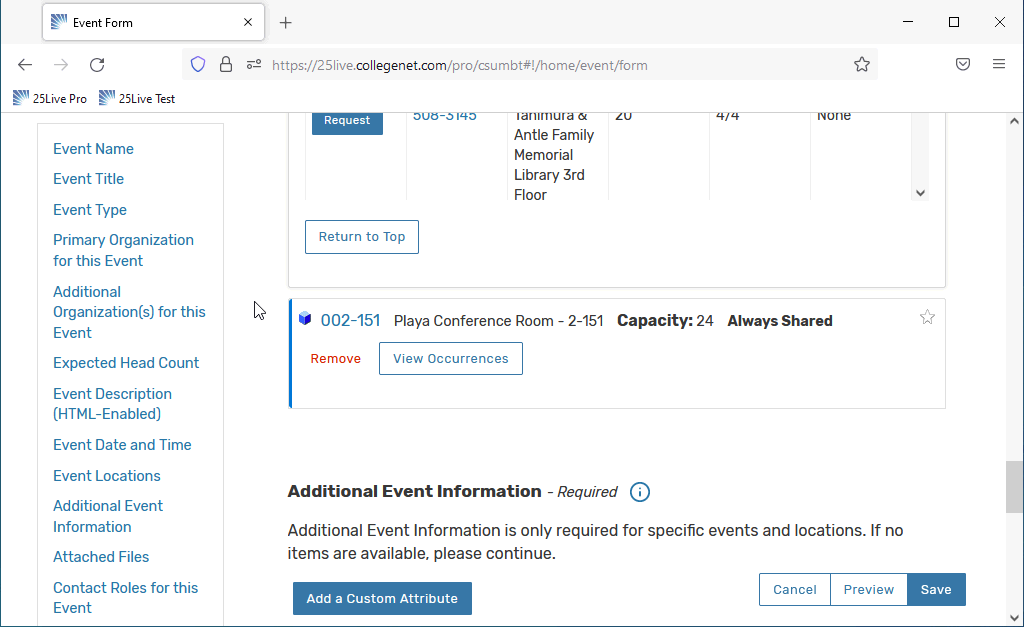 Event Form
https://25live.collegenet.com/pro/csumbt#!/home/event/form
25Live Pro
25Live Test
Event Name
Event Title
Event Type
Primary Organization
for this Event
Additional
Organization(s) for this
Event
Expected Head Count
Event Description
(HTML-Enabled)
Event Date and Time
Event Locations
Additional Event
Information
Attached Files
Contact Roles for this
Event
Request
508-3145
Tanimura &
Antle Family
Memorial
Library 3rd
Floor
20
4/4
None
Return to Top
002-151 Playa Conference Room - 2-151 Capacity: 24 Always Shared
Remove
View Occurrences
Additional Event Information - Required
Additional Event Information is only required for specific events and locations. If no
items are available, please continue.
Add a Custom Attribute
Cancel
Preview
Save